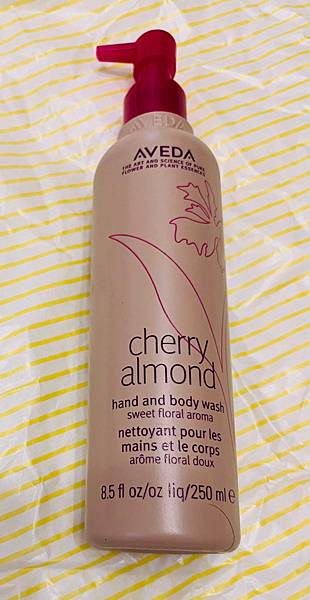 AVEDA
AVEDA
THE ART AND SCIENCE OF PURE
FLOWER AND PLANT ESSENCES
cherry
almond
hand and body wash
sweet floral aroma
nettoyant pour les
mains et le corps
arôme floral doux
8.5 fl oz/oz liq/250 ml e